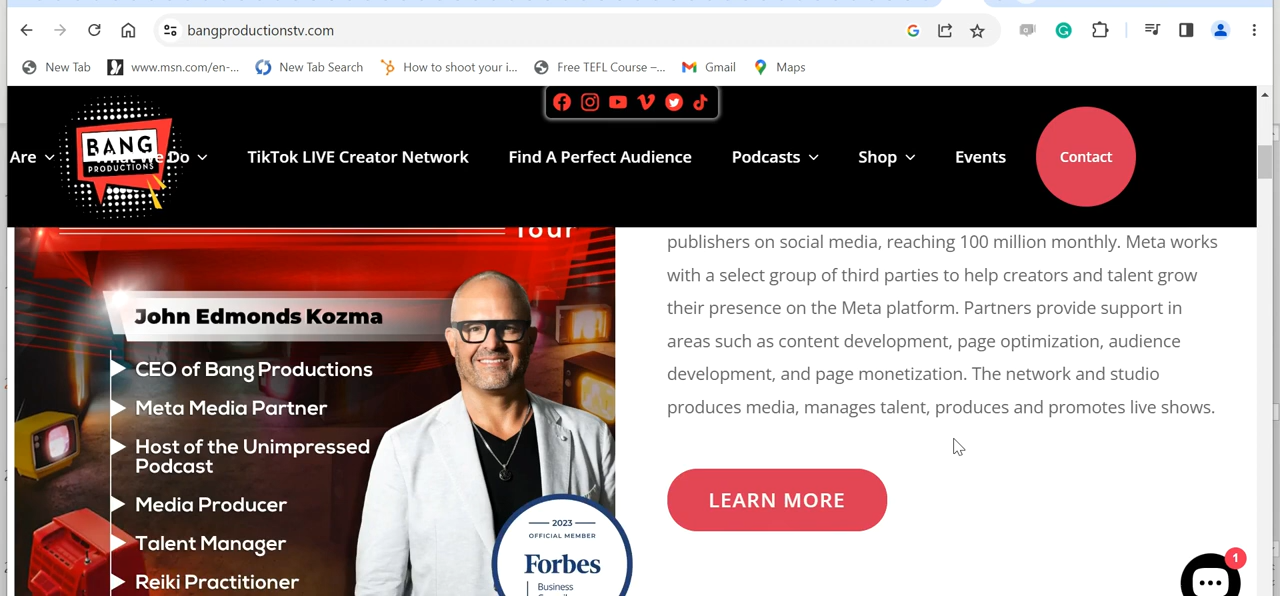 bangproductionstv.com
New Tab
www.msn.com/en-...
New Tab Search
How to shoot your i...
Free TEFL Course –...
Gmail
Maps
Are
What We Do
TikTok LIVE Creator Network
Find A Perfect Audience
Podcasts
Shop
Events
Contact
BANG
PRODUCTIONS
Tour
John Edmonds Kozma
CEO of Bang Productions
Meta Media Partner
Host of the Unimpressed
Podcast
Media Producer
Talent Manager
Reiki Practitioner
2023
OFFICIAL MEMBER
Forbes
Business
publishers on social media, reaching 100 million monthly. Meta works
with a select group of third parties to help creators and talent grow
their presence on the Meta platform. Partners provide support in
areas such as content development, page optimization, audience
development, and page monetization. The network and studio
produces media, manages talent, produces and promotes live shows.
LEARN MORE
1